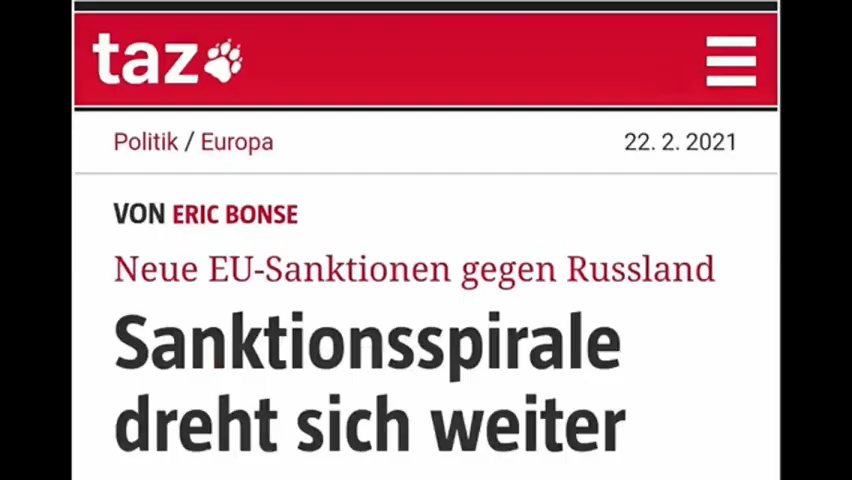 taz
Politik / Europa
22. 2. 2021
VON ERIC BONSE
Neue EU-Sanktionen gegen Russland
Sanktionsspirale
dreht sich weiter